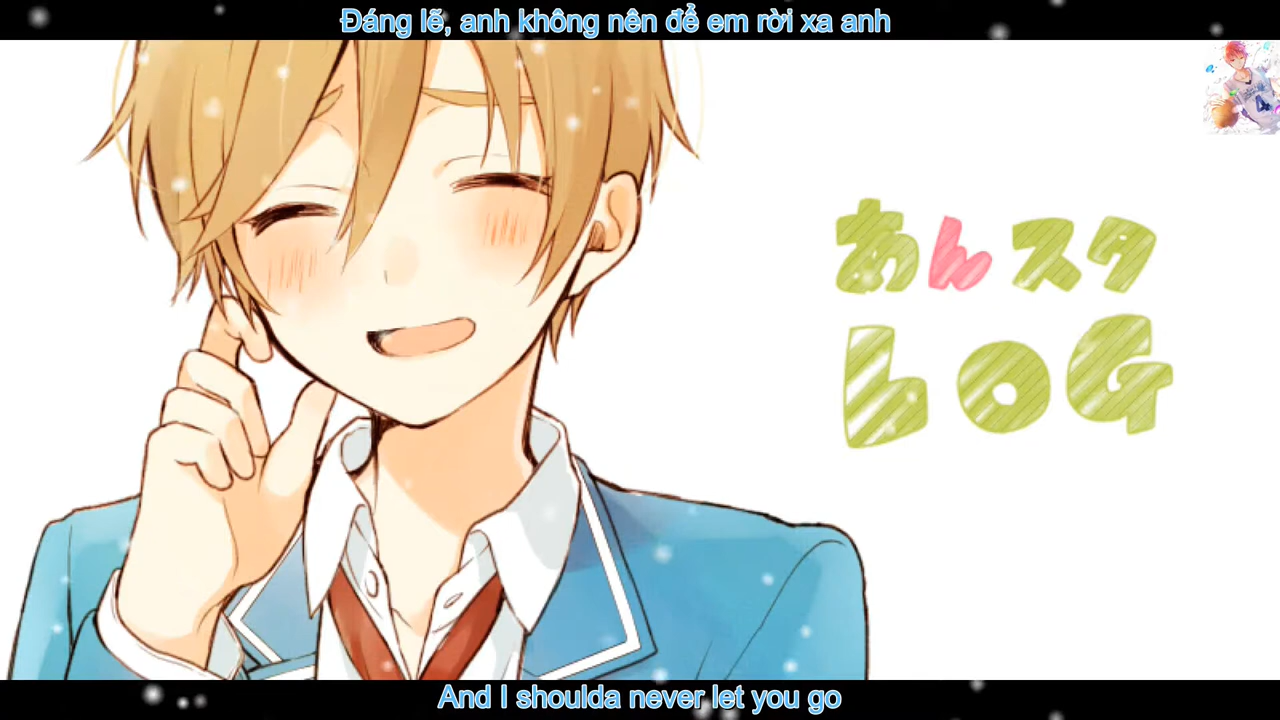 Đáng lẽ, anh không nên để em rời xa anh
4
あんスタ
LOG
And I shoulda never let you go